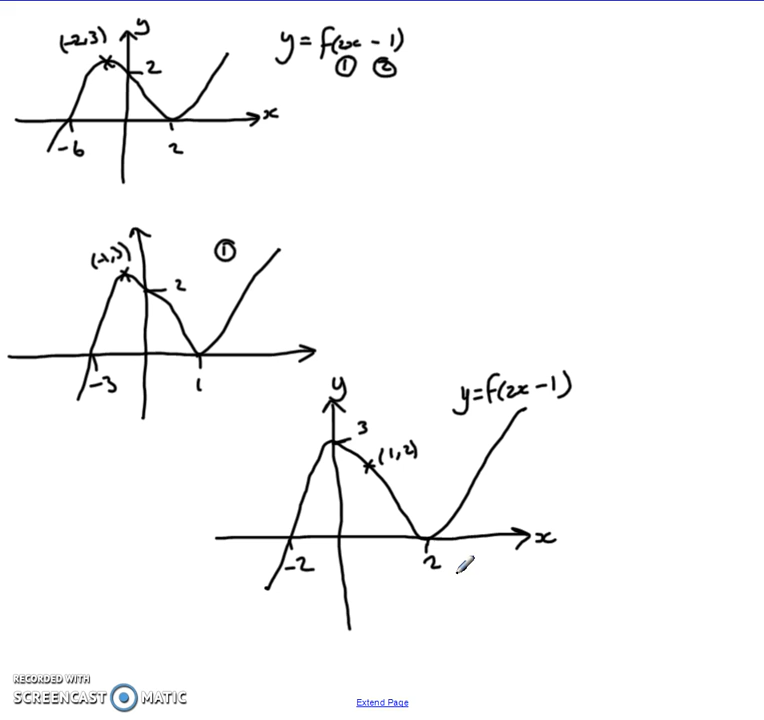 (-2,3)
y
y = f(2x - 1)
① ②
2
x
-6
2
①
(-1,3)
2
-3
1
y
y=f(2x-1)
3
(1,2)
x
-2
2
RECORDED WITH
SCREENCAST MATIC
Extend Page